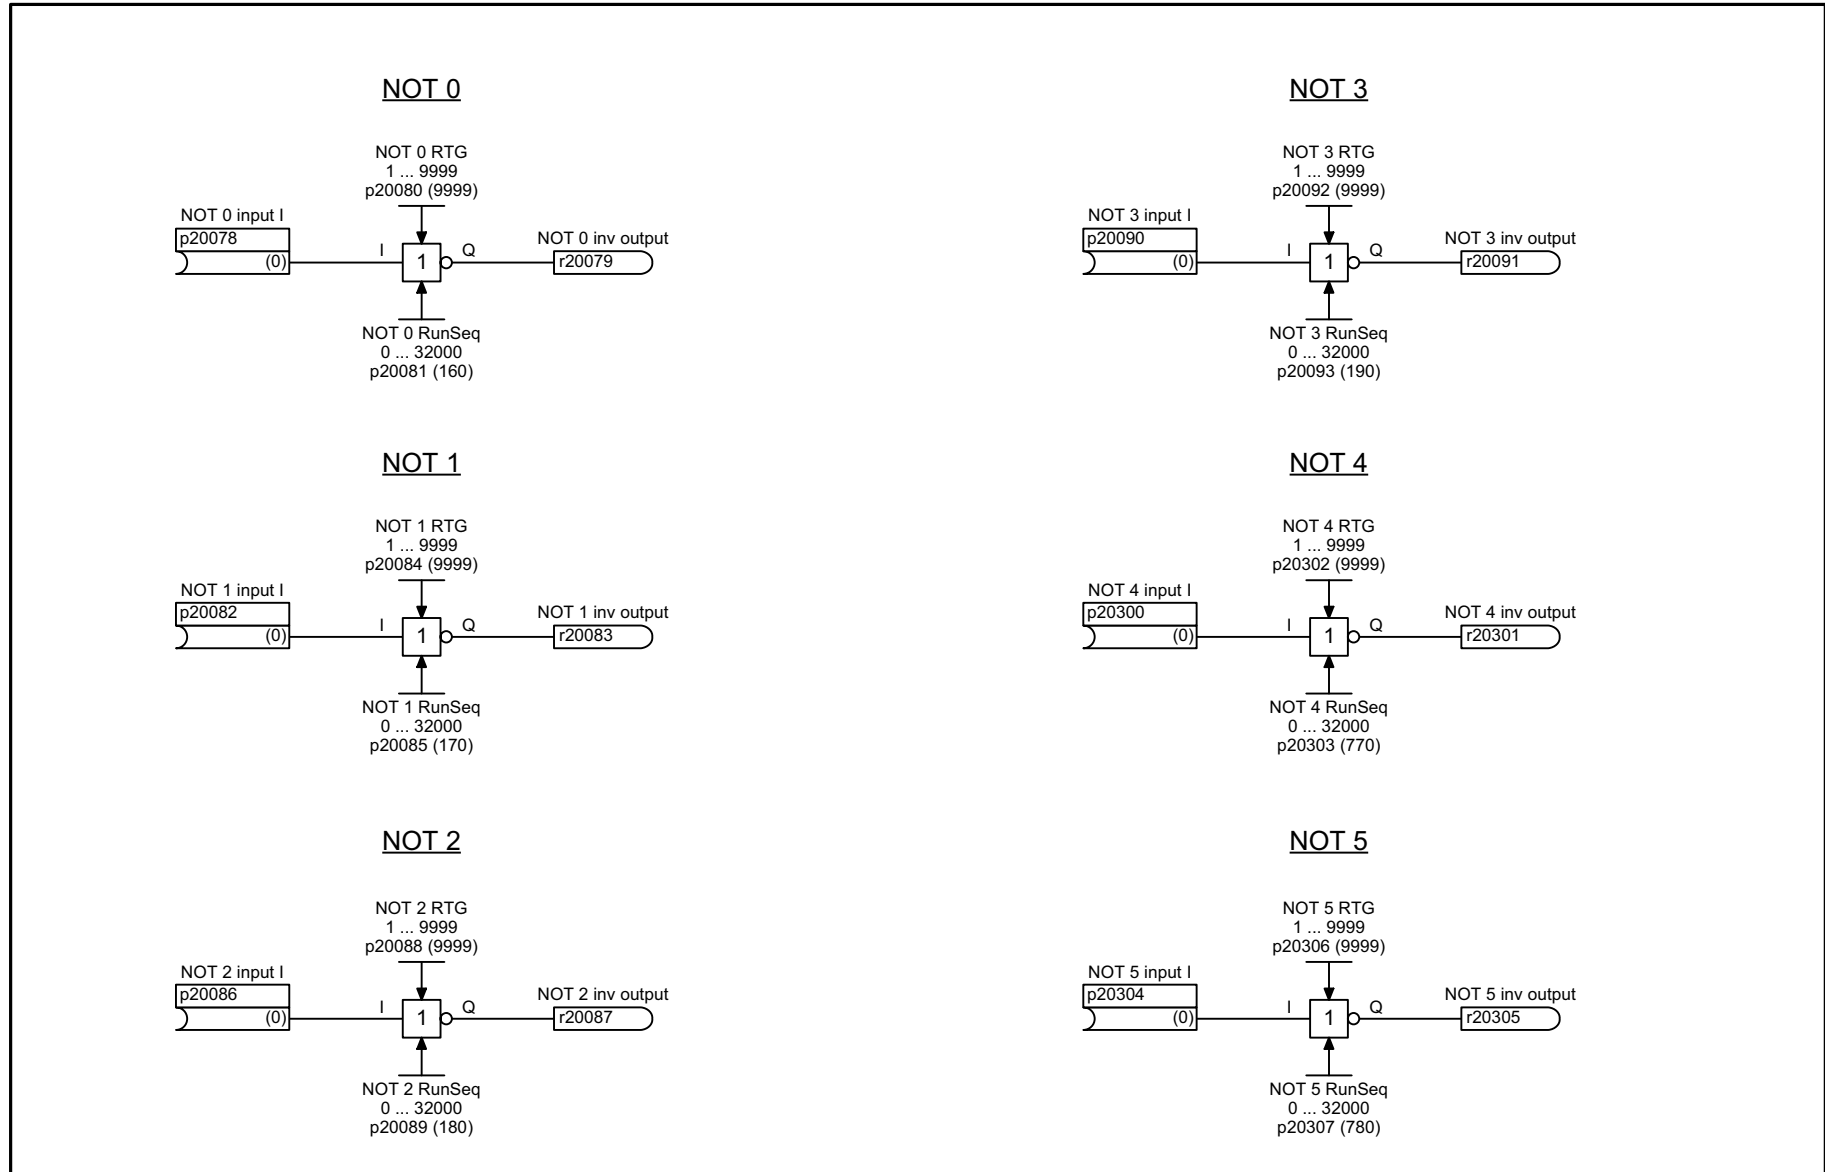 NOT 0
NOT 0 RTG
1 ... 9999
p20080 (9999)
NOT 0 input I
p20078
(0)
I
1
Q
NOT 0 inv output
r20079
NOT 0 RunSeq
0 ... 32000
p20081 (160)
NOT 3
NOT 3 RTG
1 ... 9999
p20092 (9999)
NOT 3 input I
p20090
(0)
I
1
Q
NOT 3 inv output
r20091
NOT 3 RunSeq
0 ... 32000
p20093 (190)
NOT 1
NOT 1 RTG
1 ... 9999
p20084 (9999)
NOT 1 input I
p20082
(0)
I
1
Q
NOT 1 inv output
r20083
NOT 1 RunSeq
0 ... 32000
p20085 (170)
NOT 4
NOT 4 RTG
1 ... 9999
p20302 (9999)
NOT 4 input I
p20300
(0)
I
1
Q
NOT 4 inv output
r20301
NOT 4 RunSeq
0 ... 32000
p20303 (770)
NOT 2
NOT 2 RTG
1 ... 9999
p20088 (9999)
NOT 2 input I
p20086
(0)
I
1
Q
NOT 2 inv output
r20087
NOT 2 RunSeq
0 ... 32000
p20089 (180)
NOT 5
NOT 5 RTG
1 ... 9999
p20306 (9999)
NOT 5 input I
p20304
(0)
I
1
Q
NOT 5 inv output
r20305
NOT 5 RunSeq
0 ... 32000
p20307 (780)